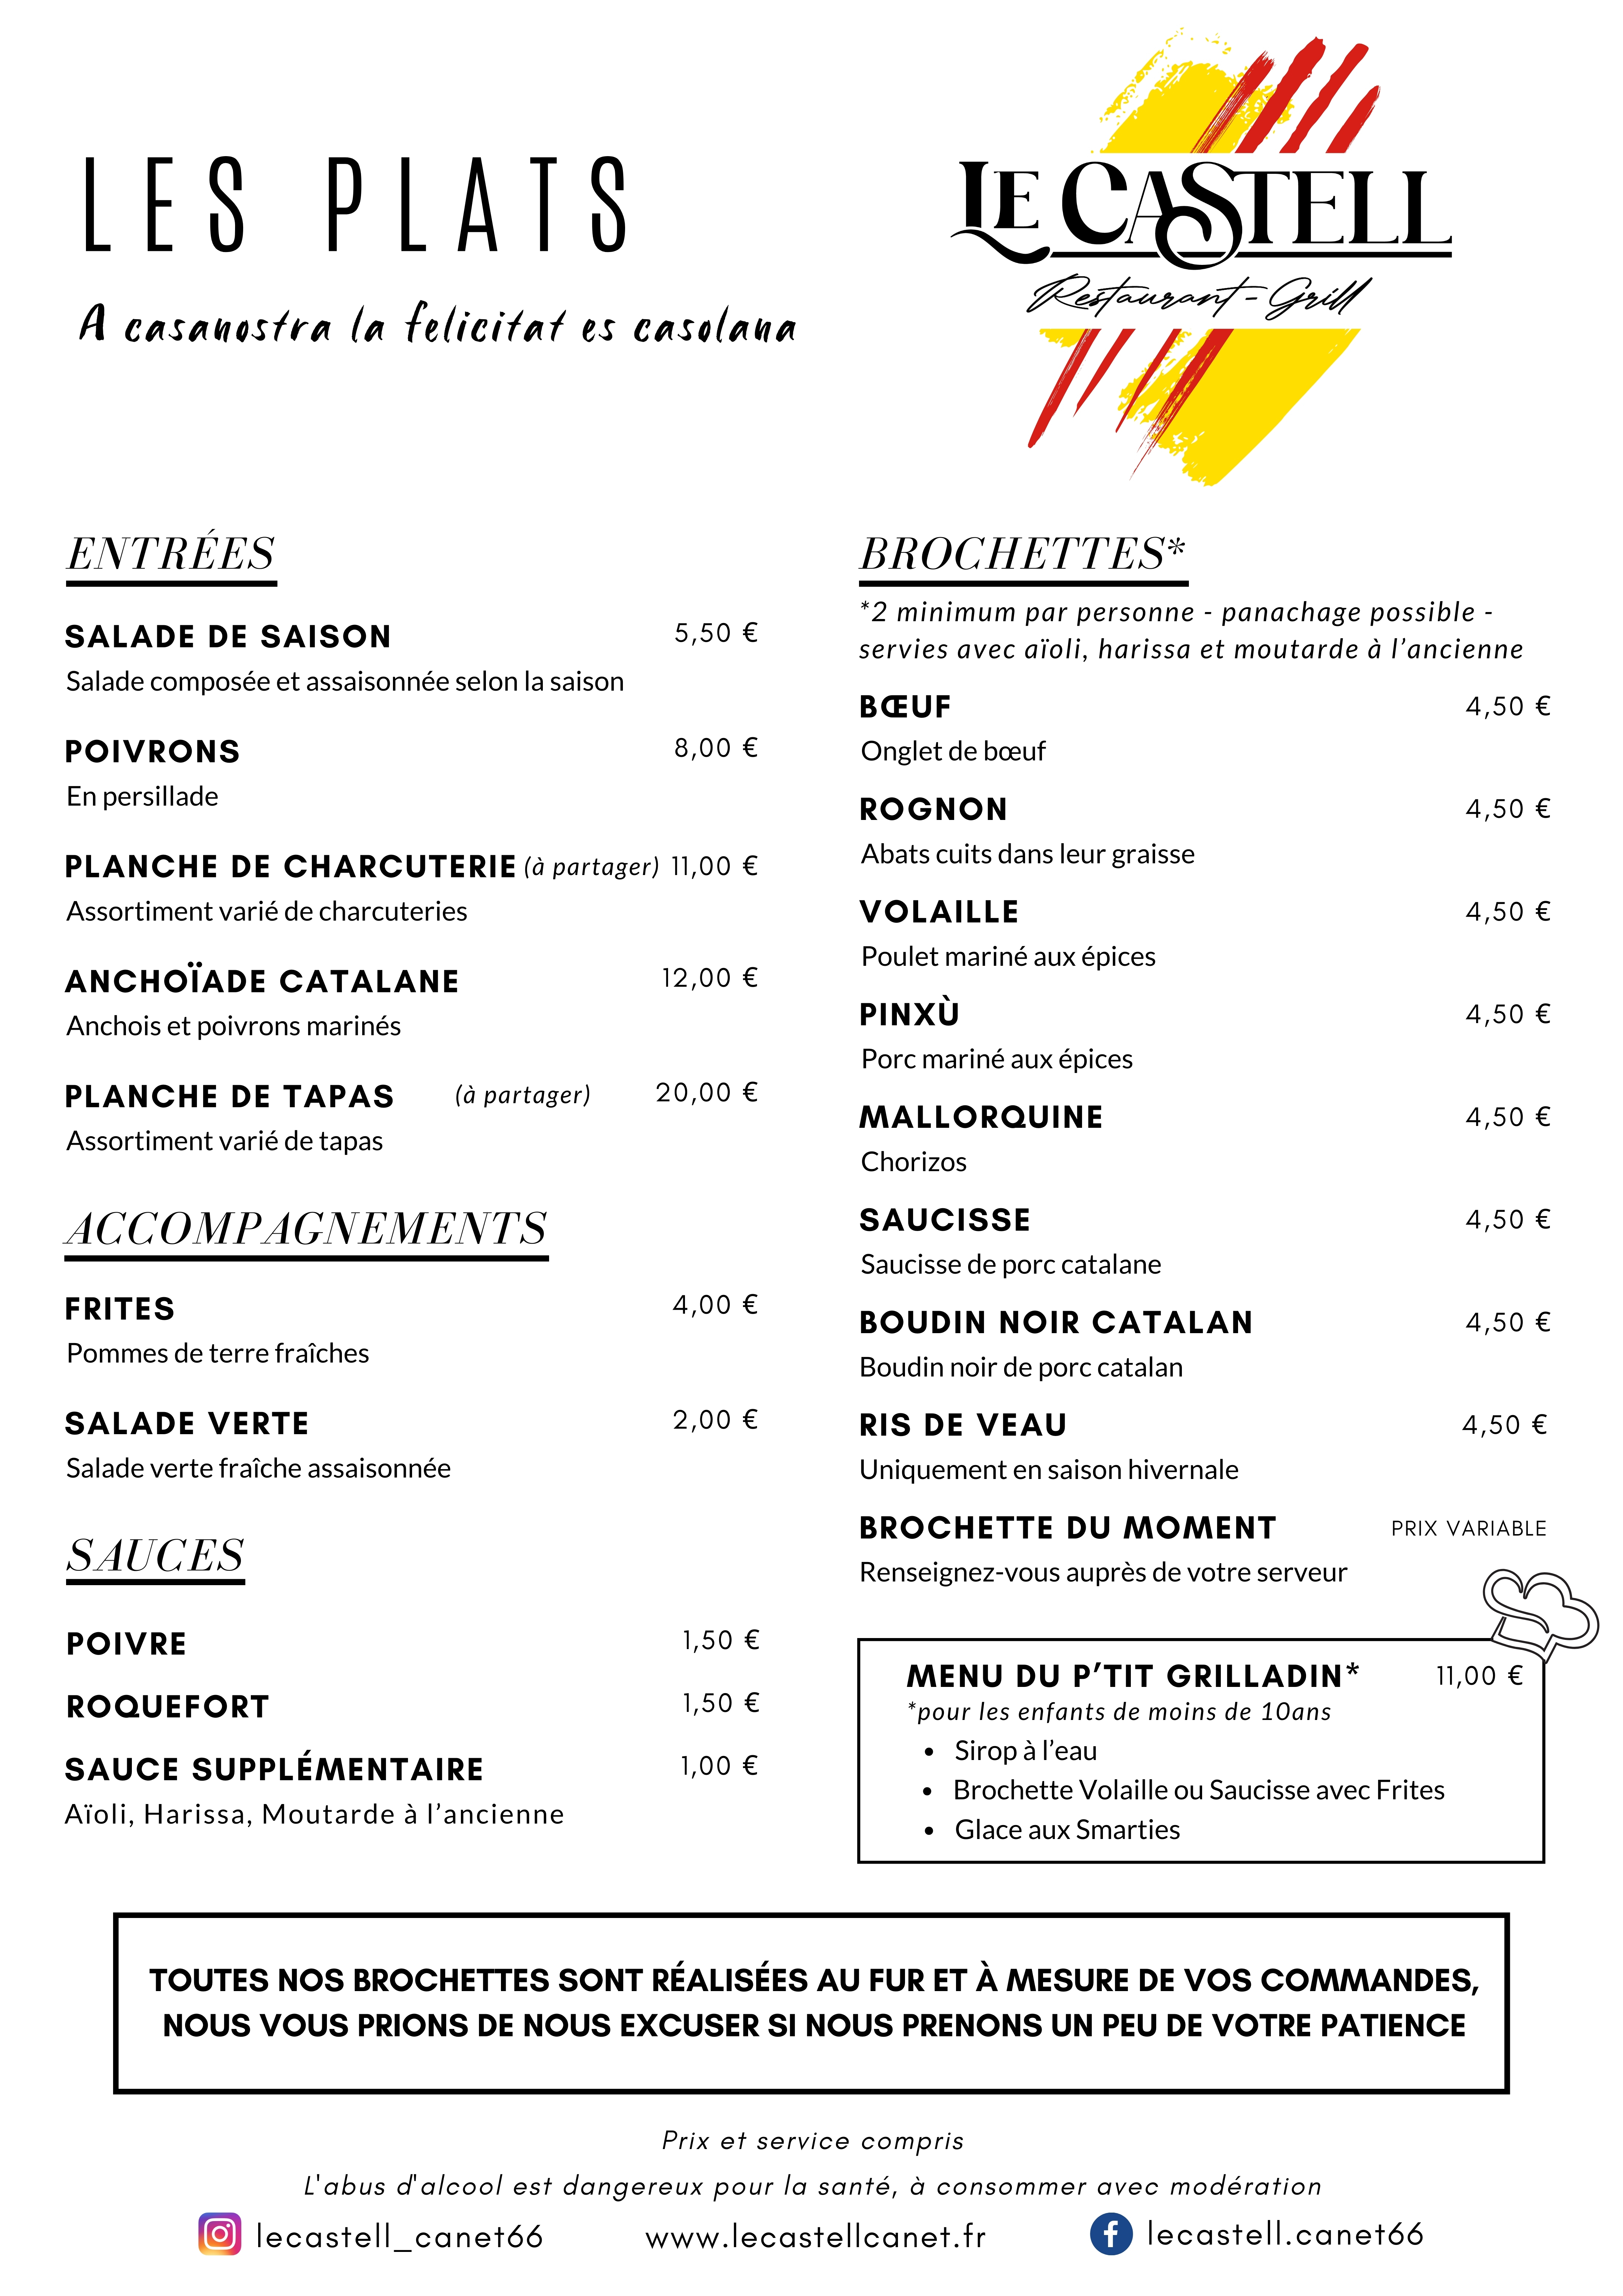 LES PLATS
A casanostra la felicitat es casolana
LE CASTELL
Restaurant - Grill
ENTRÉES
SALADE DE SAISON 5,50 €
Salade composée et assaisonnée selon la saison
POIVRONS 8,00 €
En persillade
PLANCHE DE CHARCUTERIE (à partager) 11,00 €
Assortiment varié de charcuteries
ANCHOÏADE CATALANE 12,00 €
Anchois et poivrons marinés
PLANCHE DE TAPAS (à partager) 20,00 €
Assortiment varié de tapas
ACCOMPAGNEMENTS
FRITES 4,00 €
Pommes de terre fraîches
SALADE VERTE 2,00 €
Salade verte fraîche assaisonnée
SAUCES
POIVRE 1,50 €
ROQUEFORT 1,50 €
SAUCE SUPPLÉMENTAIRE 1,00 €
Aïoli, Harissa, Moutarde à l'ancienne
BROCHETTES*
*2 minimum par personne - panachage possible -
servies avec aïoli, harissa et moutarde à l'ancienne
BŒUF 4,50 €
Onglet de bœuf
ROGNON 4,50 €
Abats cuits dans leur graisse
VOLAILLE 4,50 €
Poulet mariné aux épices
PINXÙ 4,50 €
Porc mariné aux épices
MALLORQUINE 4,50 €
Chorizos
SAUCISSE 4,50 €
Saucisse de porc catalane
BOUDIN NOIR CATALAN 4,50 €
Boudin noir de porc catalan
RIS DE VEAU 4,50 €
Uniquement en saison hivernale
BROCHETTE DU MOMENT PRIX VARIABLE
Renseignez-vous auprès de votre serveur
MENU DU P'TIT GRILLADIN* 11,00 €
*pour les enfants de moins de 10ans
• Sirop à l'eau
• Brochette Volaille ou Saucisse avec Frites
• Glace aux Smarties
TOUTES NOS BROCHETTES SONT RÉALISÉES AU FUR ET À MESURE DE VOS COMMANDES,
NOUS VOUS PRIONS DE NOUS EXCUSER SI NOUS PRENONS UN PEU DE VOTRE PATIENCE
Prix et service compris
L'abus d'alcool est dangereux pour la santé, à consommer avec modération
lecastell_canet66 www.lecastellcanet.fr lecastell.canet66